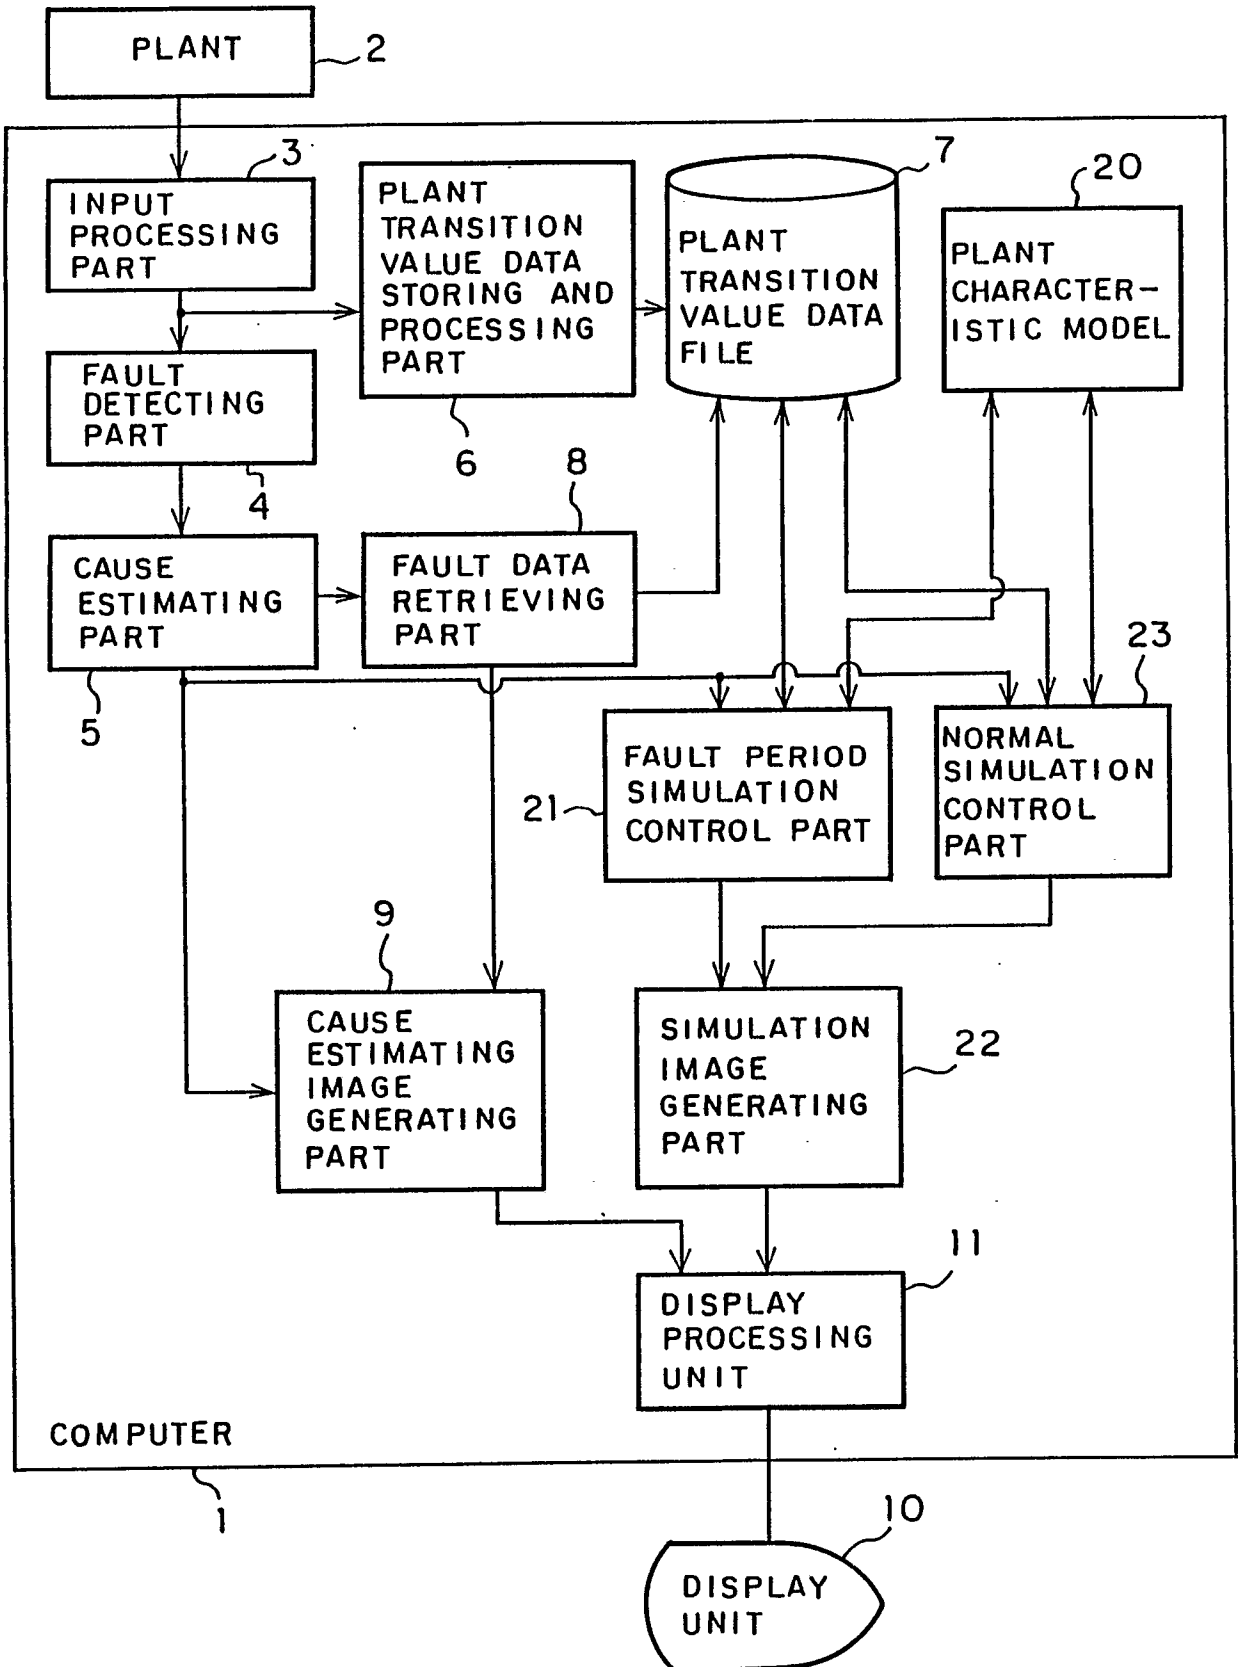 PLANT
2
3
INPUT
PROCESSING
PART
PLANT
TRANSITION
VALUE DATA
STORING AND
PROCESSING
PART
6
7
PLANT
TRANSITION
VALUE DATA
FILE
20
PLANT
CHARACTER-
ISTIC MODEL
FAULT
DETECTING
PART
4
8
CAUSE
ESTIMATING
PART
5
FAULT DATA
RETRIEVING
PART
23
21
FAULT PERIOD
SIMULATION
CONTROL PART
NORMAL
SIMULATION
CONTROL
PART
9
CAUSE
ESTIMATING
IMAGE
GENERATING
PART
SIMULATION
IMAGE
GENERATING
PART
22
11
DISPLAY
PROCESSING
UNIT
COMPUTER
1
10
DISPLAY
UNIT